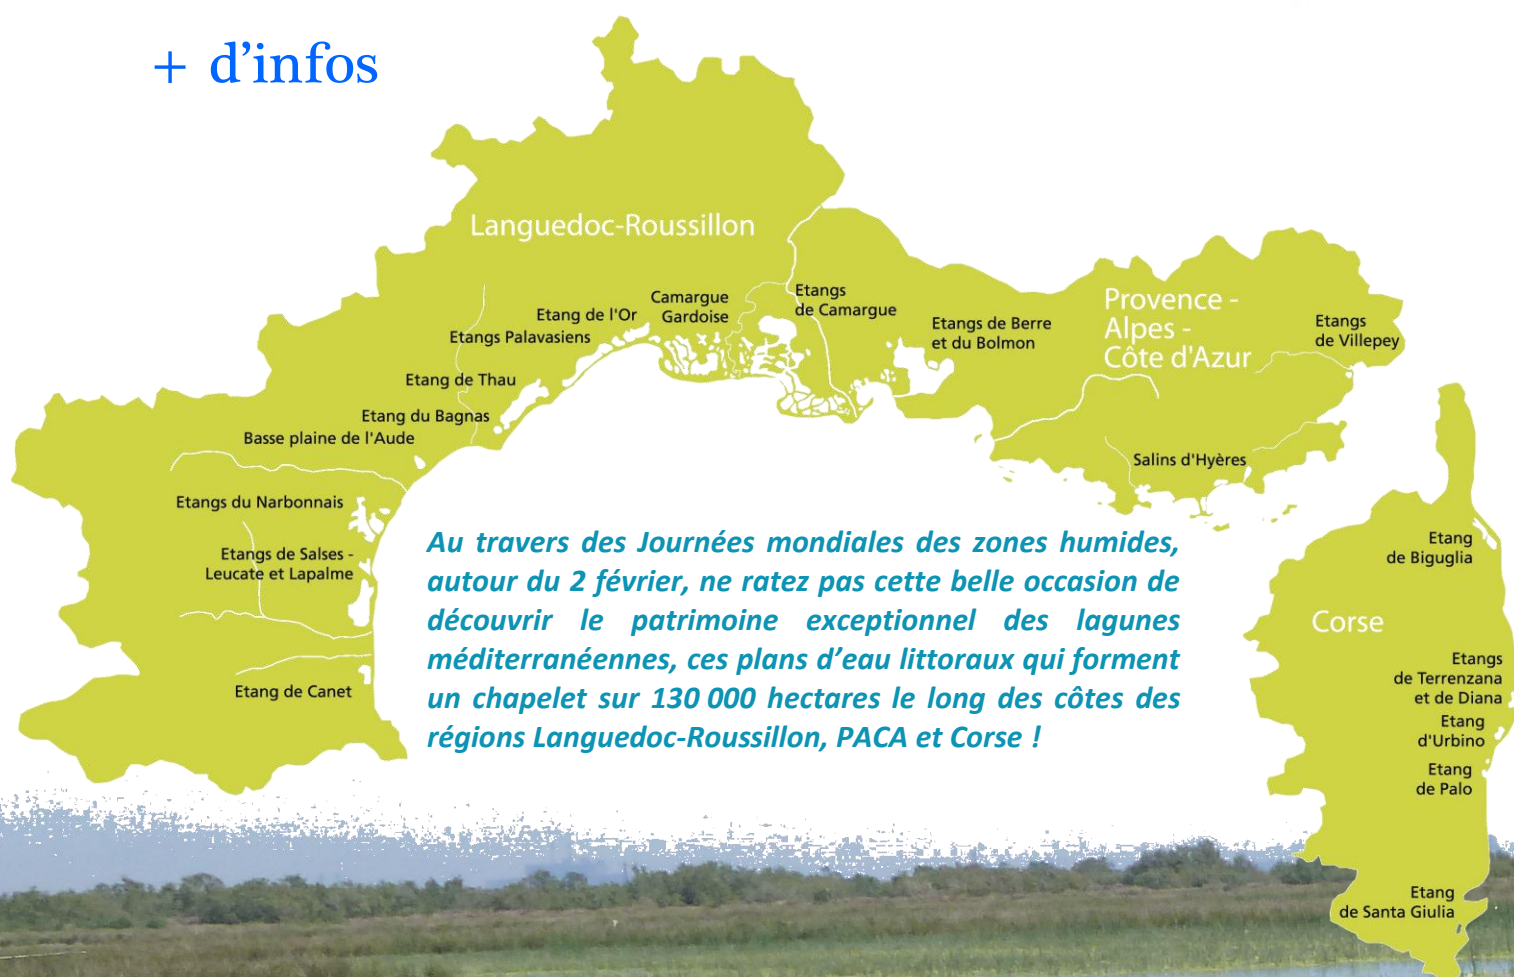 + d'infos
Languedoc-Roussillon
Camargue
Gardoise
Etang de l'Or
Etangs Palavasiens
Etang de Thau
Etang du Bagnas
Basse plaine de l'Aude
Etangs du Narbonnais
Etangs de Salses -
Leucate et Lapalme
Etang de Canet
Etangs
de Camargue
Etangs de Berre
et du Bolmon
Provence -
Alpes -
Côte d'Azur
Etangs
de Villepey
Salins d'Hyères
Au travers des Journées mondiales des zones humides,
autour du 2 février, ne ratez pas cette belle occasion de
découvrir le patrimoine exceptionnel des lagunes
méditerranéennes, ces plans d’eau littoraux qui forment
un chapelet sur 130 000 hectares le long des côtes des
régions Languedoc-Roussillon, PACA et Corse !
Corse
Etang
de Biguglia
Etangs
de Terrenzana
et de Diana
Etang
d'Urbino
Etang
de Palo
Etang
de Santa Giulia